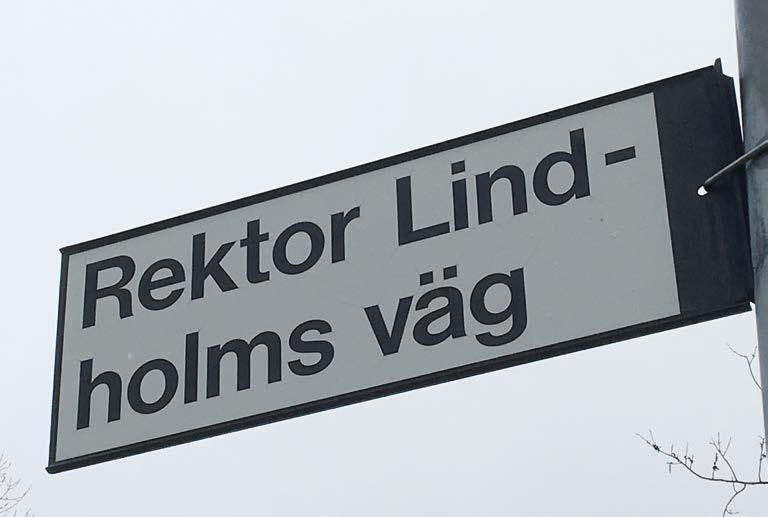 Rektor Lind-
holms väg